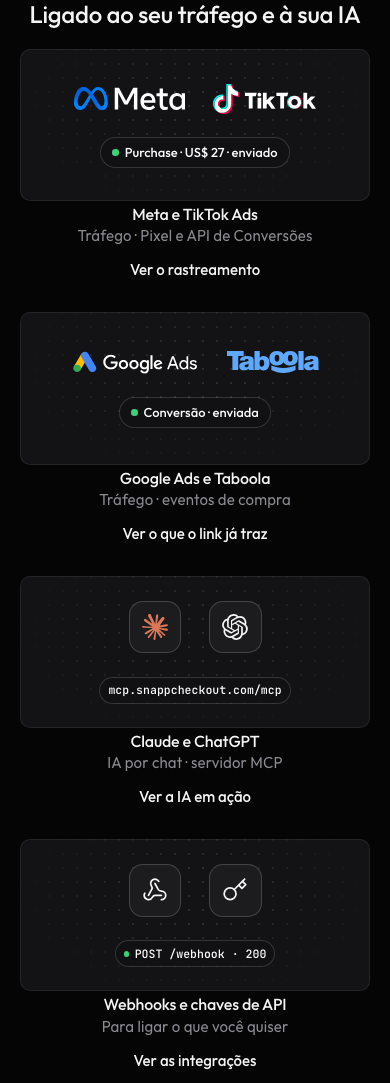 Ligado ao seu tráfego e à sua IA
Meta TikTok
Purchase · US$ 27 · enviado
Meta e TikTok Ads
Tráfego · Pixel e API de Conversões
Ver o rastreamento
Google Ads Taboola
Conversão · enviada
Google Ads e Taboola
Tráfego · eventos de compra
Ver o que o link já traz
mcp.snappcheckout.com/mcp
Claude e ChatGPT
IA por chat · servidor MCP
Ver a IA em ação
POST /webhook · 200
Webhooks e chaves de API
Para ligar o que você quiser
Ver as integrações